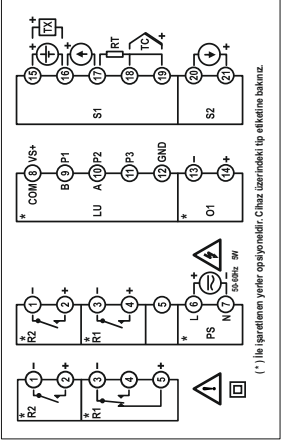 TX
+
15 16 17 18 19 20 21
+ + RT TC + +
S1 S2
COM VS+
8
B 9 P1
A 10 P2
11 P3
12 GND
13 -
14 +
* LU * O1
* R2
1 -
2 +
* R1
3 -
4 +
5
* PS
L 6 +
N 7 -
50-60Hz 5W
* R2
1 -
2 +
* R1
3 -
4
5 +
( * ) İle işaretlenen yerler opsiyoneldir. Cihaz üzerindeki tip etiketine bakınız.